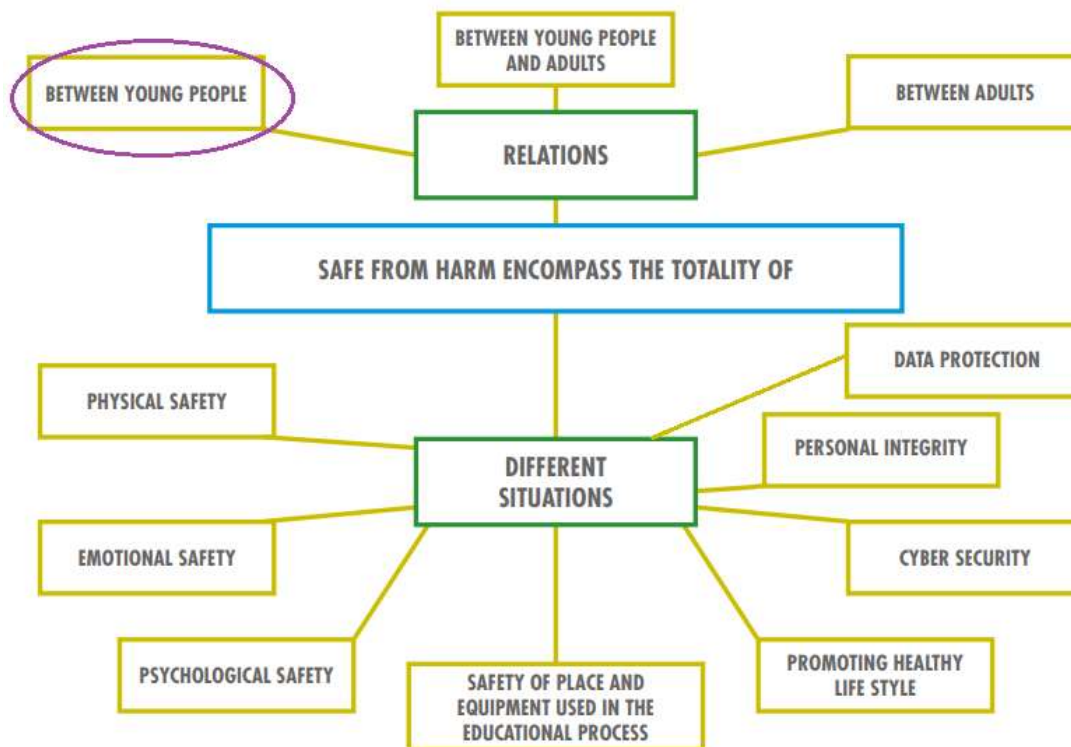 BETWEEN YOUNG PEOPLE
AND ADULTS
BETWEEN YOUNG PEOPLE
BETWEEN ADULTS
RELATIONS
SAFE FROM HARM ENCOMPASS THE TOTALITY OF
DATA PROTECTION
PHYSICAL SAFETY
PERSONAL INTEGRITY
DIFFERENT
SITUATIONS
EMOTIONAL SAFETY
CYBER SECURITY
PSYCHOLOGICAL SAFETY
SAFETY OF PLACE AND
EQUIPMENT USED IN THE
EDUCATIONAL PROCESS
PROMOTING HEALTHY
LIFE STYLE